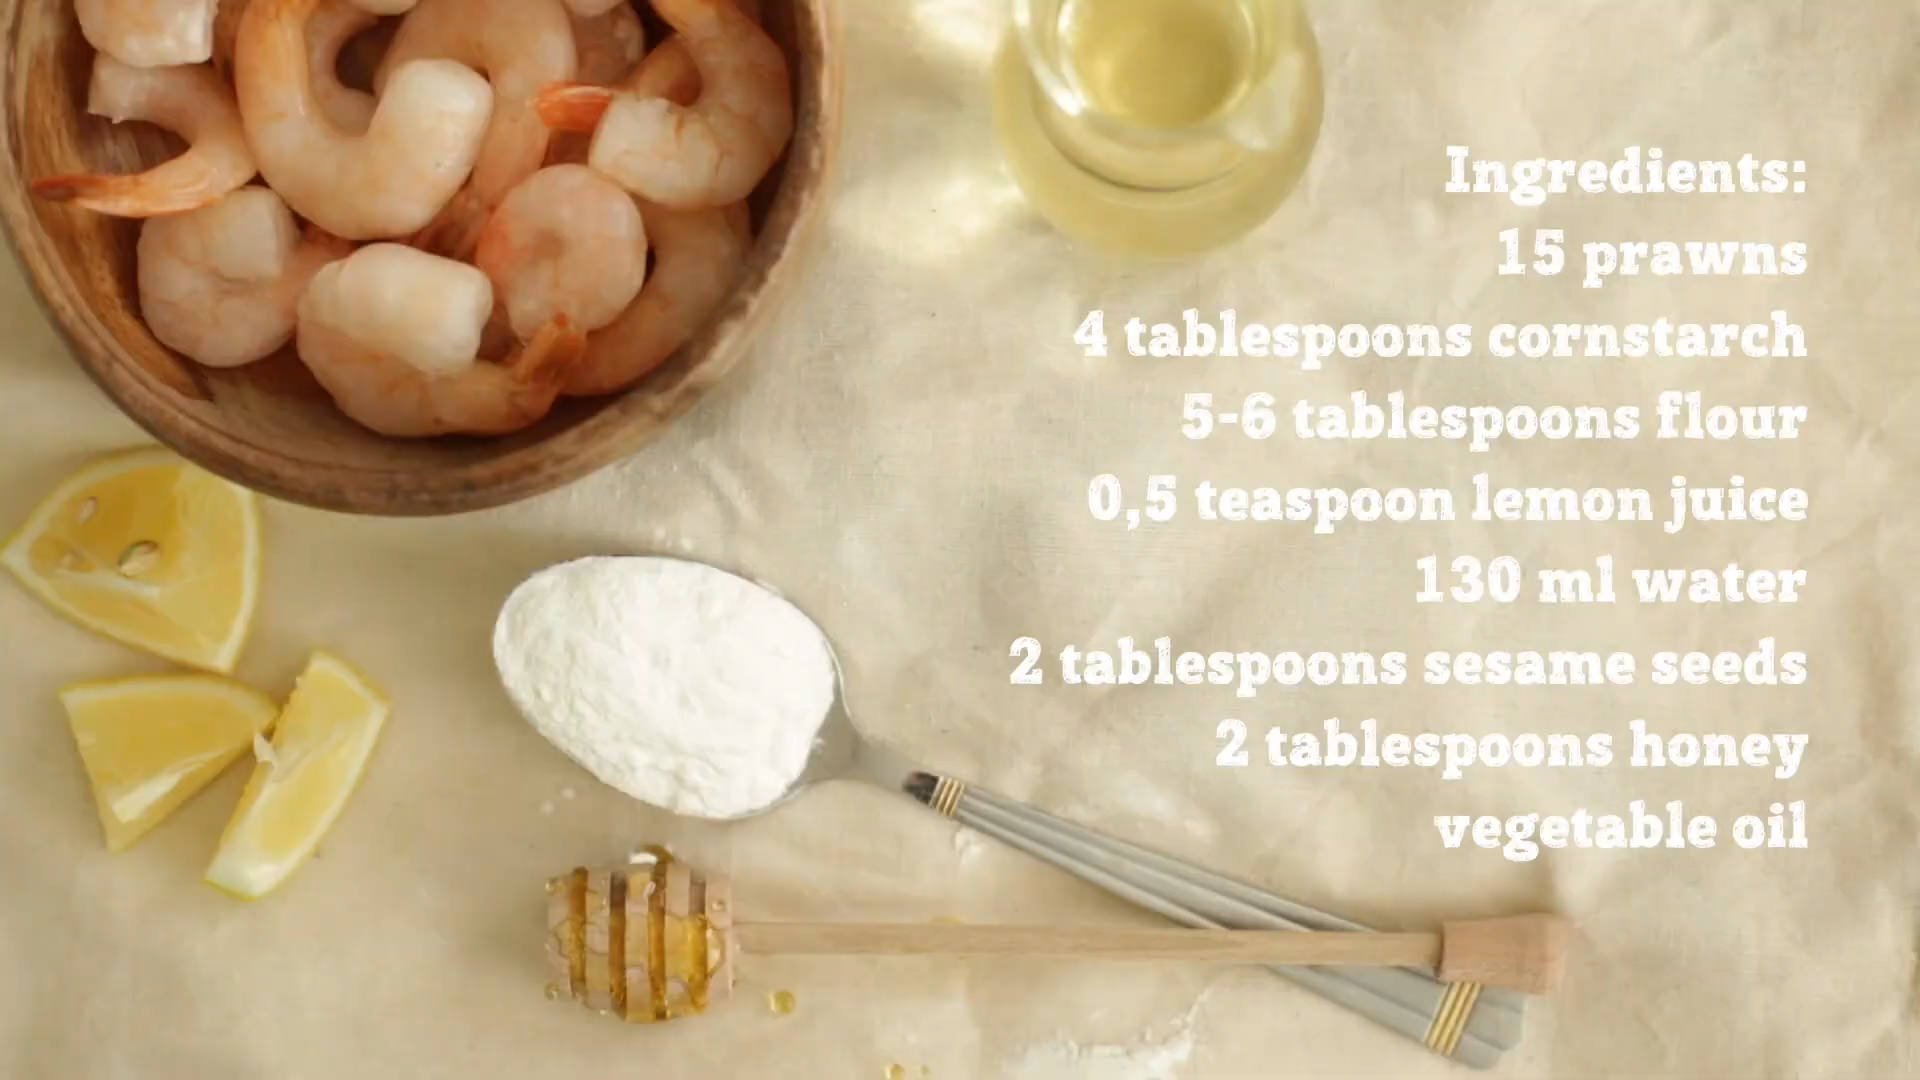 Ingredients:
15 prawns
4 tablespoons cornstarch
5-6 tablespoons flour
0,5 teaspoon lemon juice
130 ml water
2 tablespoons sesame seeds
2 tablespoons honey
vegetable oil